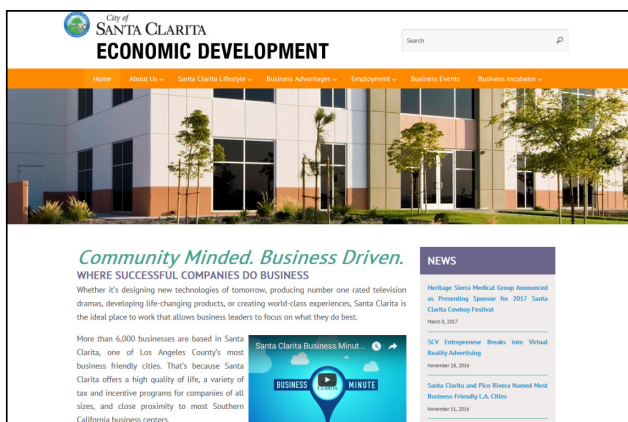 City of
SANTA CLARITA
ECONOMIC DEVELOPMENT
Search
Home About Us Santa Clarita Lifestyle Business Advantages Employment Business Events Business Incubator
Community Minded. Business Driven.
WHERE SUCCESSFUL COMPANIES DO BUSINESS
Whether it's designing new technologies of tomorrow, producing number one rated television
dramas, developing life-changing products, or creating world-class experiences, Santa Clarita is
the ideal place to work that allows business leaders to focus on what they do best.
More than 6,000 businesses are based in Santa
Clarita, one of Los Angeles County's most
business friendly cities. That's because Santa
Clarita offers a high quality of life, a variety of
tax and incentive programs for companies of all
sizes, and close proximity to most Southern
California business centers.
Santa Clarita Business Minut...
BUSINESS MINUTE
NEWS
Heritage Sierra Medical Group Announced
as Presenting Sponsor for 2017 Santa
Clarita Cowboy Festival
March 8, 2017
SCV Entrepreneur Breaks into Virtual
Reality Advertising
November 28, 2016
Santa Clarita and Pico Rivera Named Most
Business-Friendly L.A. Cities
November 11, 2016